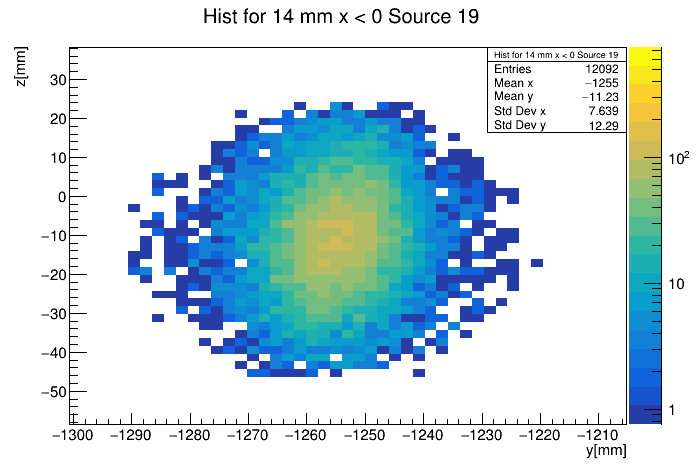 Hist for 14 mm x < 0 Source 19
z[mm]
Hist for 14 mm x < 0 Source 19
Entries 12092
Mean x −1255
Mean y −11.23
Std Dev x 7.639
Std Dev y 12.29
30
20
10
0
−10
−20
−30
−40
−50
10²
10
1
−1300 −1290 −1280 −1270 −1260 −1250 −1240 −1230 −1220 −1210
y[mm]